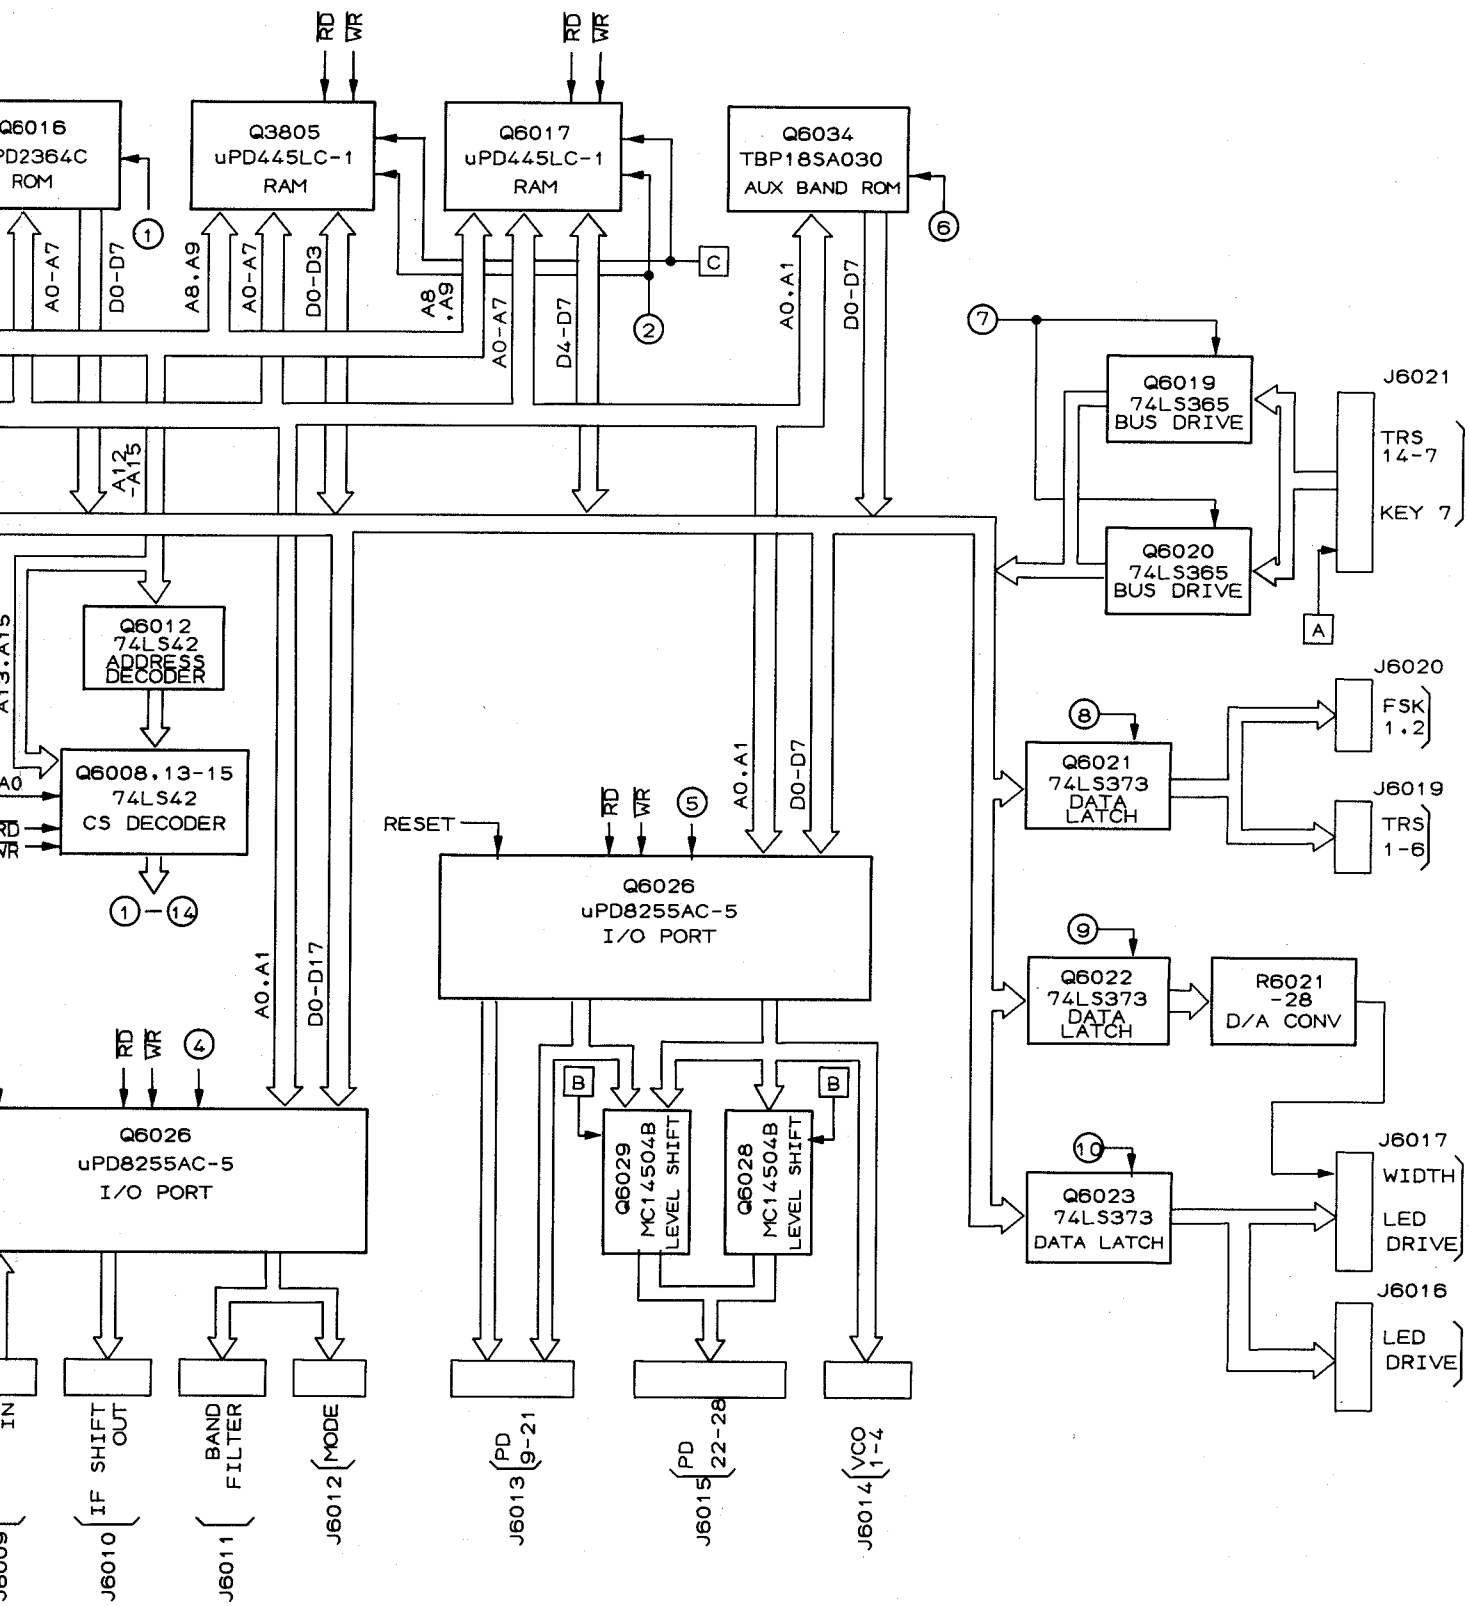 RD
WR
RD
WR
Q6016
PD2364C
ROM
Q3805
uPD445LC-1
RAM
Q6017
uPD445LC-1
RAM
Q6034
TBP18SA030
AUX BAND ROM
1
6
C
2
A0-A7
D0-D7
A8.A9
A0-A7
D0-D3
A8
.A9
A0-A7
D4-D7
A0.A1
D0-D7
7
Q6019
74LS365
BUS DRIVE
J6021
TRS
14-7
KEY 7
A12
-A15
Q6020
74LS365
BUS DRIVE
A
Q6012
74LS42
ADDRESS
DECODER
A13.A15
J6020
FSK
1.2
8
Q6021
74LS373
DATA
LATCH
J6019
TRS
1-6
Q6008.13-15
74LS42
CS DECODER
A0
RD
WR
1-14
RESET
RD
WR
5
A0.A1
D0-D7
Q6026
uPD8255AC-5
I/O PORT
9
Q6022
74LS373
DATA
LATCH
R6021
-28
D/A CONV
A0.A1
D0-D17
RD
WR
4
B
B
Q6026
uPD8255AC-5
I/O PORT
Q6029
MC14504B
LEVEL SHIFT
Q6028
MC14504B
LEVEL SHIFT
10
Q6023
74LS373
DATA LATCH
J6017
WIDTH
LED
DRIVE
J6016
LED
DRIVE
IN
J6009
IF SHIFT
OUT
J6010
BAND
FILTER
J6011
MODE
J6012
PD
9-21
J6013
PD
22-28
J6015
VCO
1-4
J6014